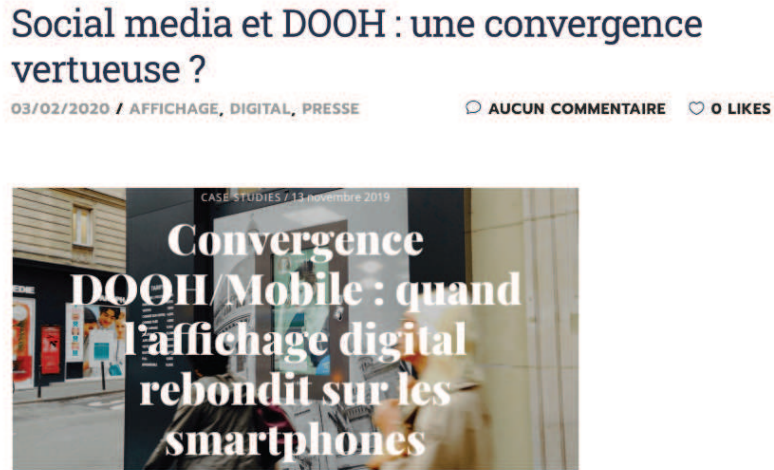 Social media et DOOH : une convergence
vertueuse ?
03/02/2020 / AFFICHAGE, DIGITAL, PRESSE
AUCUN COMMENTAIRE
0 LIKES
CASE STUDIES / 13 novembre 2019
Convergence
DOOH/Mobile : quand
l'affichage digital
rebondit sur les
smartphones